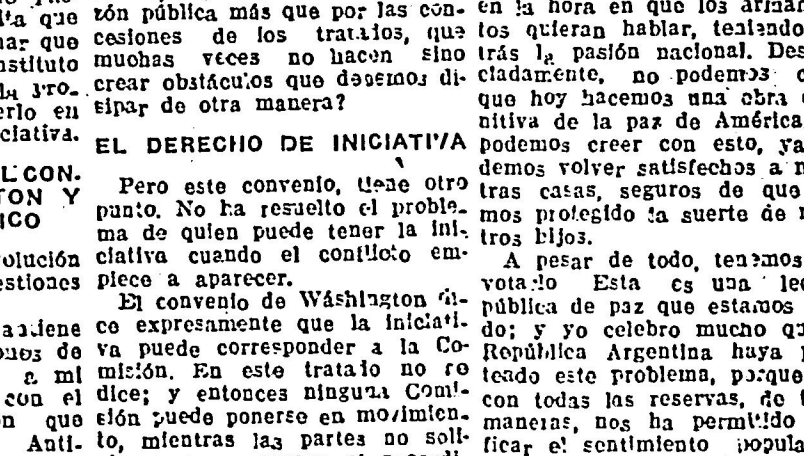 ita que
nar que
nstituto
la pro-
erlo en
ciativa.
L CON-
TON Y
ICO
olución
estiones
antiene
ones de
a mi
con el
n que
Anti-
zón pública más que por las con-
cesiones de los tratados, que
muchas veces no hacen sino
crear obstáculos que debemos di-
sipar de otra manera?
EL DERECHO DE INICIATIVA
Pero este convenio, tiene otro
punto. No ha resuelto el proble-
ma de quien puede tener la ini-
ciativa cuando el conflicto em-
piece a aparecer.
El convenio de Wáshington di-
ce expresamente que la iniciati-
va puede corresponder a la Co-
misión. En este tratado no se
dice; y entonces ninguna Comi-
sión puede ponerse en movimien-
to, mientras las partes no soli-
en la hora en que los arman
tos quieran hablar, teniendo
trás la pasión nacional. Des
ciadamente, no podemos c
que hoy hacemos una obra
nitiva de la paz de América
podemos creer con esto, ya
demos volver satisfechos a n
tras casas, seguros de que
mos protegido la suerte de
tros hijos.
A pesar de todo, tenemos
votarlo Esta es una lec
pública de paz que estamos
do; y yo celebro mucho q
República Argentina haya
teado este problema, porque
con todas las reservas, de
maneras, nos ha permitido
ficar el sentimiento popula